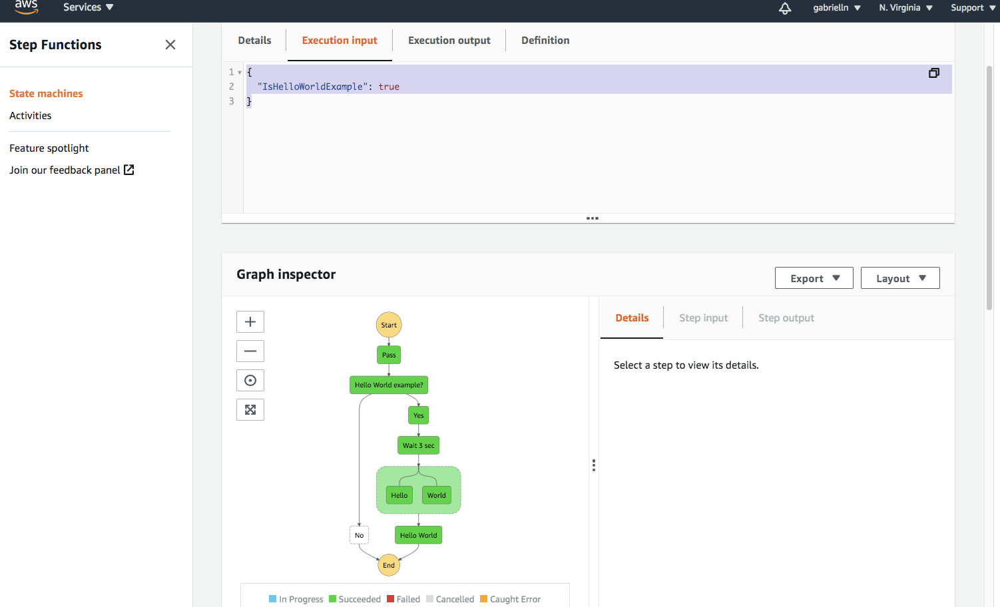 aws
Services
gabrielln
N. Virginia
Support
Step Functions
State machines
Activities
Feature spotlight
Join our feedback panel
Details
Execution input
Execution output
Definition
1 {
2 "IsHelloWorldExample": true
3 }
Graph inspector
Export
Layout
Start
Pass
Hello World example?
Yes
Wait 3 sec
Hello
World
No
Hello World
End
In Progress
Succeeded
Failed
Cancelled
Caught Error
Details
Step input
Step output
Select a step to view its details.